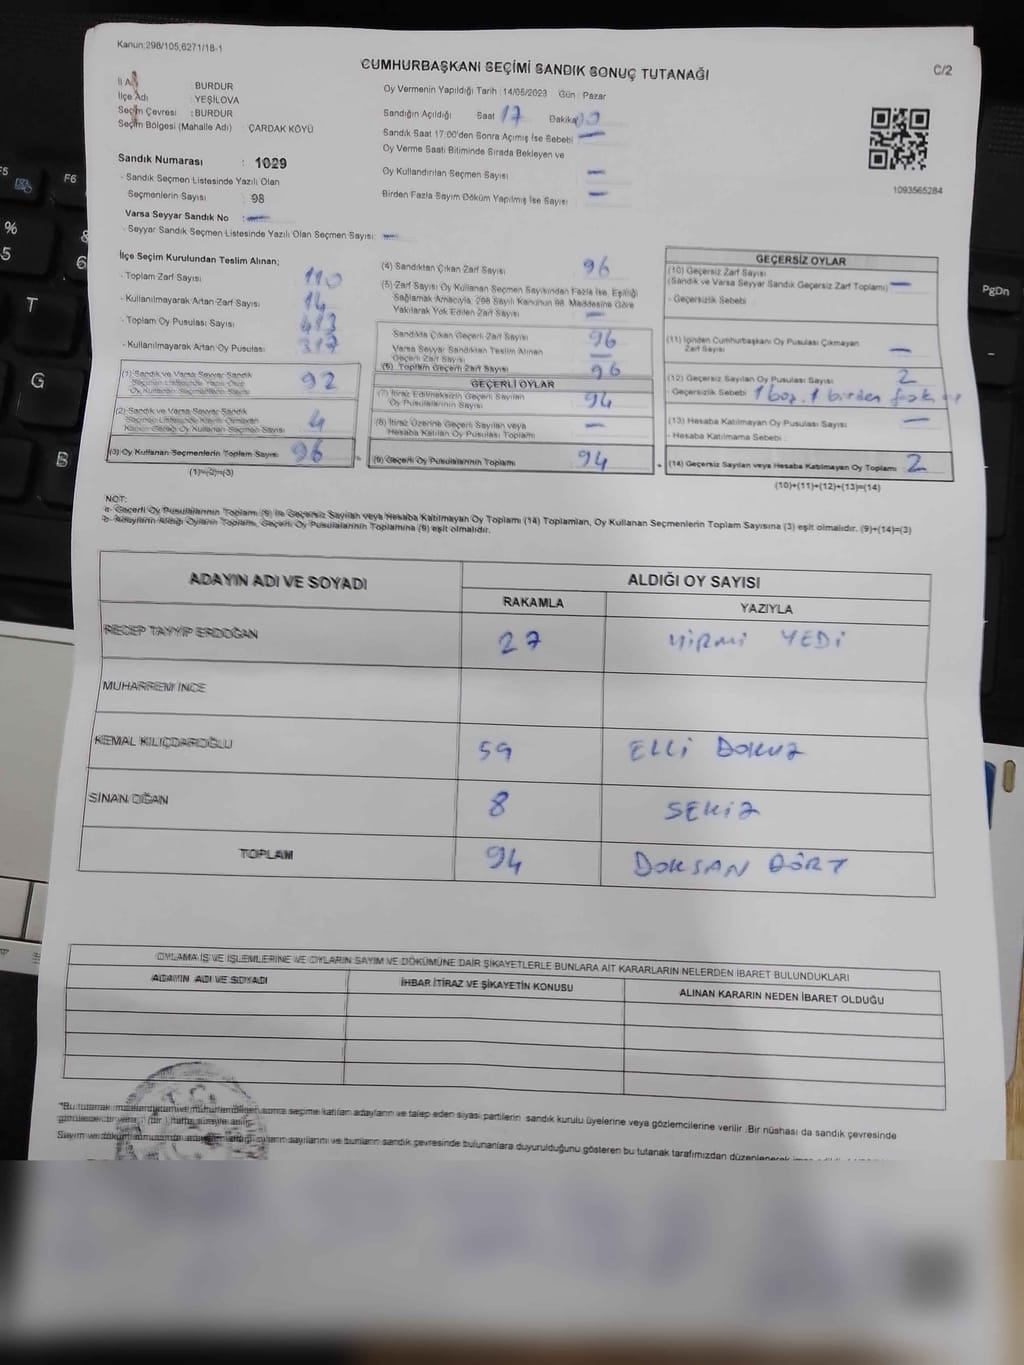 Kanun:298/105,6271/18-1
CUMHURBAŞKANI SEÇİMİ SANDIK SONUÇ TUTANAĞI
C/2
İl Adı BURDUR
İlçe Adı YEŞİLOVA
Seçim Çevresi : BURDUR
Seçim Bölgesi (Mahalle Adı) : ÇARDAK KÖYÜ
Sandık Numarası : 1029
- Sandık Seçmen Listesinde Yazılı Olan
Seçmenlerin Sayısı : 98
Varsa Seyyar Sandık No : —
- Seyyar Sandık Seçmen Listesinde Yazılı Olan Seçmen Sayısı: —
Oy Vermenin Yapıldığı Tarih : 14/05/2023 Gün : Pazar
Sandığın Açıldığı Saat 17 Dakika 00
Sandık Saat 17:00'den Sonra Açımış İse Sebebi —
Oy Verme Saati Bitiminde Sırada Bekleyen ve
Oy Kullandırılan Seçmen Sayısı —
Birden Fazla Sayım Döküm Yapılmış İse Sayısı —
1093565284
İlçe Seçim Kurulundan Teslim Alınan;
- Toplam Zarf Sayısı 110
- Kullanılmayarak Artan Zarf Sayısı 14
- Toplam Oy Pusulası Sayısı 413
- Kullanılmayarak Artan Oy Pusulası 317
(1) Sandık ve Varsa Seyyar Sandık
Seçmen Listesinde Yazılı Olan
Oy Kullanan Seçmenlerin Sayısı 92
(2) Sandık ve Varsa Seyyar Sandık
Seçmen Listesinde Kayıtlı Olmayan
Kanun Gereği Oy Kullanan Seçmen Sayısı 4
(3) Oy Kullanan Seçmenlerin Toplam Sayısı 96
(1)+(2)=(3)
(4) Sandıktan Çıkan Zarf Sayısı 96
(5) Zarf Sayısı Oy Kullanan Seçmen Sayısından Fazla İse, Eşitliği
Sağlamak Amacıyla, 298 Sayılı Kanunun 98. Maddesine Göre
Yakılarak Yok Edilen Zarf Sayısı —
Sandıkta Çıkan Geçerli Zarf Sayısı 96
Varsa Seyyar Sandıktan Teslim Alınan
Geçerli Zarf Sayısı —
(6) Toplam Geçerli Zarf Sayısı 96
GEÇERLİ OYLAR
(7) İtiraz Edilmeksizin Geçerli Sayılan
Oy Pusulalarının Sayısı 94
(8) İtiraz Üzerine Geçerli Sayılan veya
Hesaba Katılan Oy Pusulası Toplamı —
(9) Geçerli Oy Pusulalarının Toplamı 94
GEÇERSİZ OYLAR
(10) Geçersiz Zarf Sayısı
(Sandık ve Varsa Seyyar Sandık Geçersiz Zarf Toplamı) —
- Geçersizlik Sebebi
(11) İçinden Cumhurbaşkanı Oy Pusulası Çıkmayan
Zarf Sayısı —
(12) Geçersiz Sayılan Oy Pusulası Sayısı 2
- Geçersizlik Sebebi 1 boş, 1 birden fazla
(13) Hesaba Katılmayan Oy Pusulası Sayısı —
- Hesaba Katılmama Sebebi :
(14) Geçersiz Sayılan veya Hesaba Katılmayan Oy Toplamı 2
(10)+(11)+(12)+(13)=(14)
NOT:
a- Geçerli Oy Pusulalarının Toplamı (9) ile Geçersiz Sayılan veya Hesaba Katılmayan Oy Toplamı (14) Toplamları, Oy Kullanan Seçmenlerin Toplam Sayısına (3) eşit olmalıdır. (9)+(14)=(3)
b- Adayların Aldığı Oyların Toplamı, Geçerli Oy Pusulalarının Toplamına (9) eşit olmalıdır.
ADAYIN ADI VE SOYADI ALDIĞI OY SAYISI
RAKAMLA YAZIYLA
RECEP TAYYİP ERDOĞAN 27 YİRMİ YEDİ
MUHARREM İNCE
KEMAL KILIÇDAROĞLU 59 ELLİ DOKUZ
SİNAN OĞAN 8 SEKİZ
TOPLAM 94 DOKSAN DÖRT
OYLAMA İŞ VE İŞLEMLERİNE VE OYLARIN SAYIM VE DÖKÜMÜNE DAİR ŞİKAYETLERLE BUNLARA AİT KARARLARIN NELERDEN İBARET BULUNDUKLARI
ADAYIN ADI VE SOYADI İHBAR İTİRAZ VE ŞİKAYETİN KONUSU ALINAN KARARIN NEDEN İBARET OLDUĞU
*Bu tutanak sonra seçime katılan adayların ve talep eden siyasi partilerin sandık kurulu üyelerine veya gözlemcilerine verilir .Bir nüshası da sandık çevresinde
Sayım ve oyların sayılarını ve bunların sandık çevresinde bulunanlara duyurulduğunu gösteren bu tutanak tarafımızdan düzenlenerek
F5
F6
%
5
6
T
G
B
PgDn